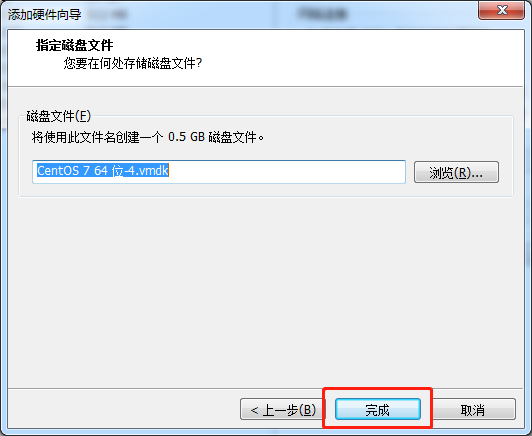 添加硬件向导
指定磁盘文件
您要在何处存储磁盘文件?
磁盘文件(F)
将使用此文件名创建一个 0.5 GB 磁盘文件。
CentOS 7 64 位-4.vmdk
浏览(R)...
< 上一步(B)
完成
取消